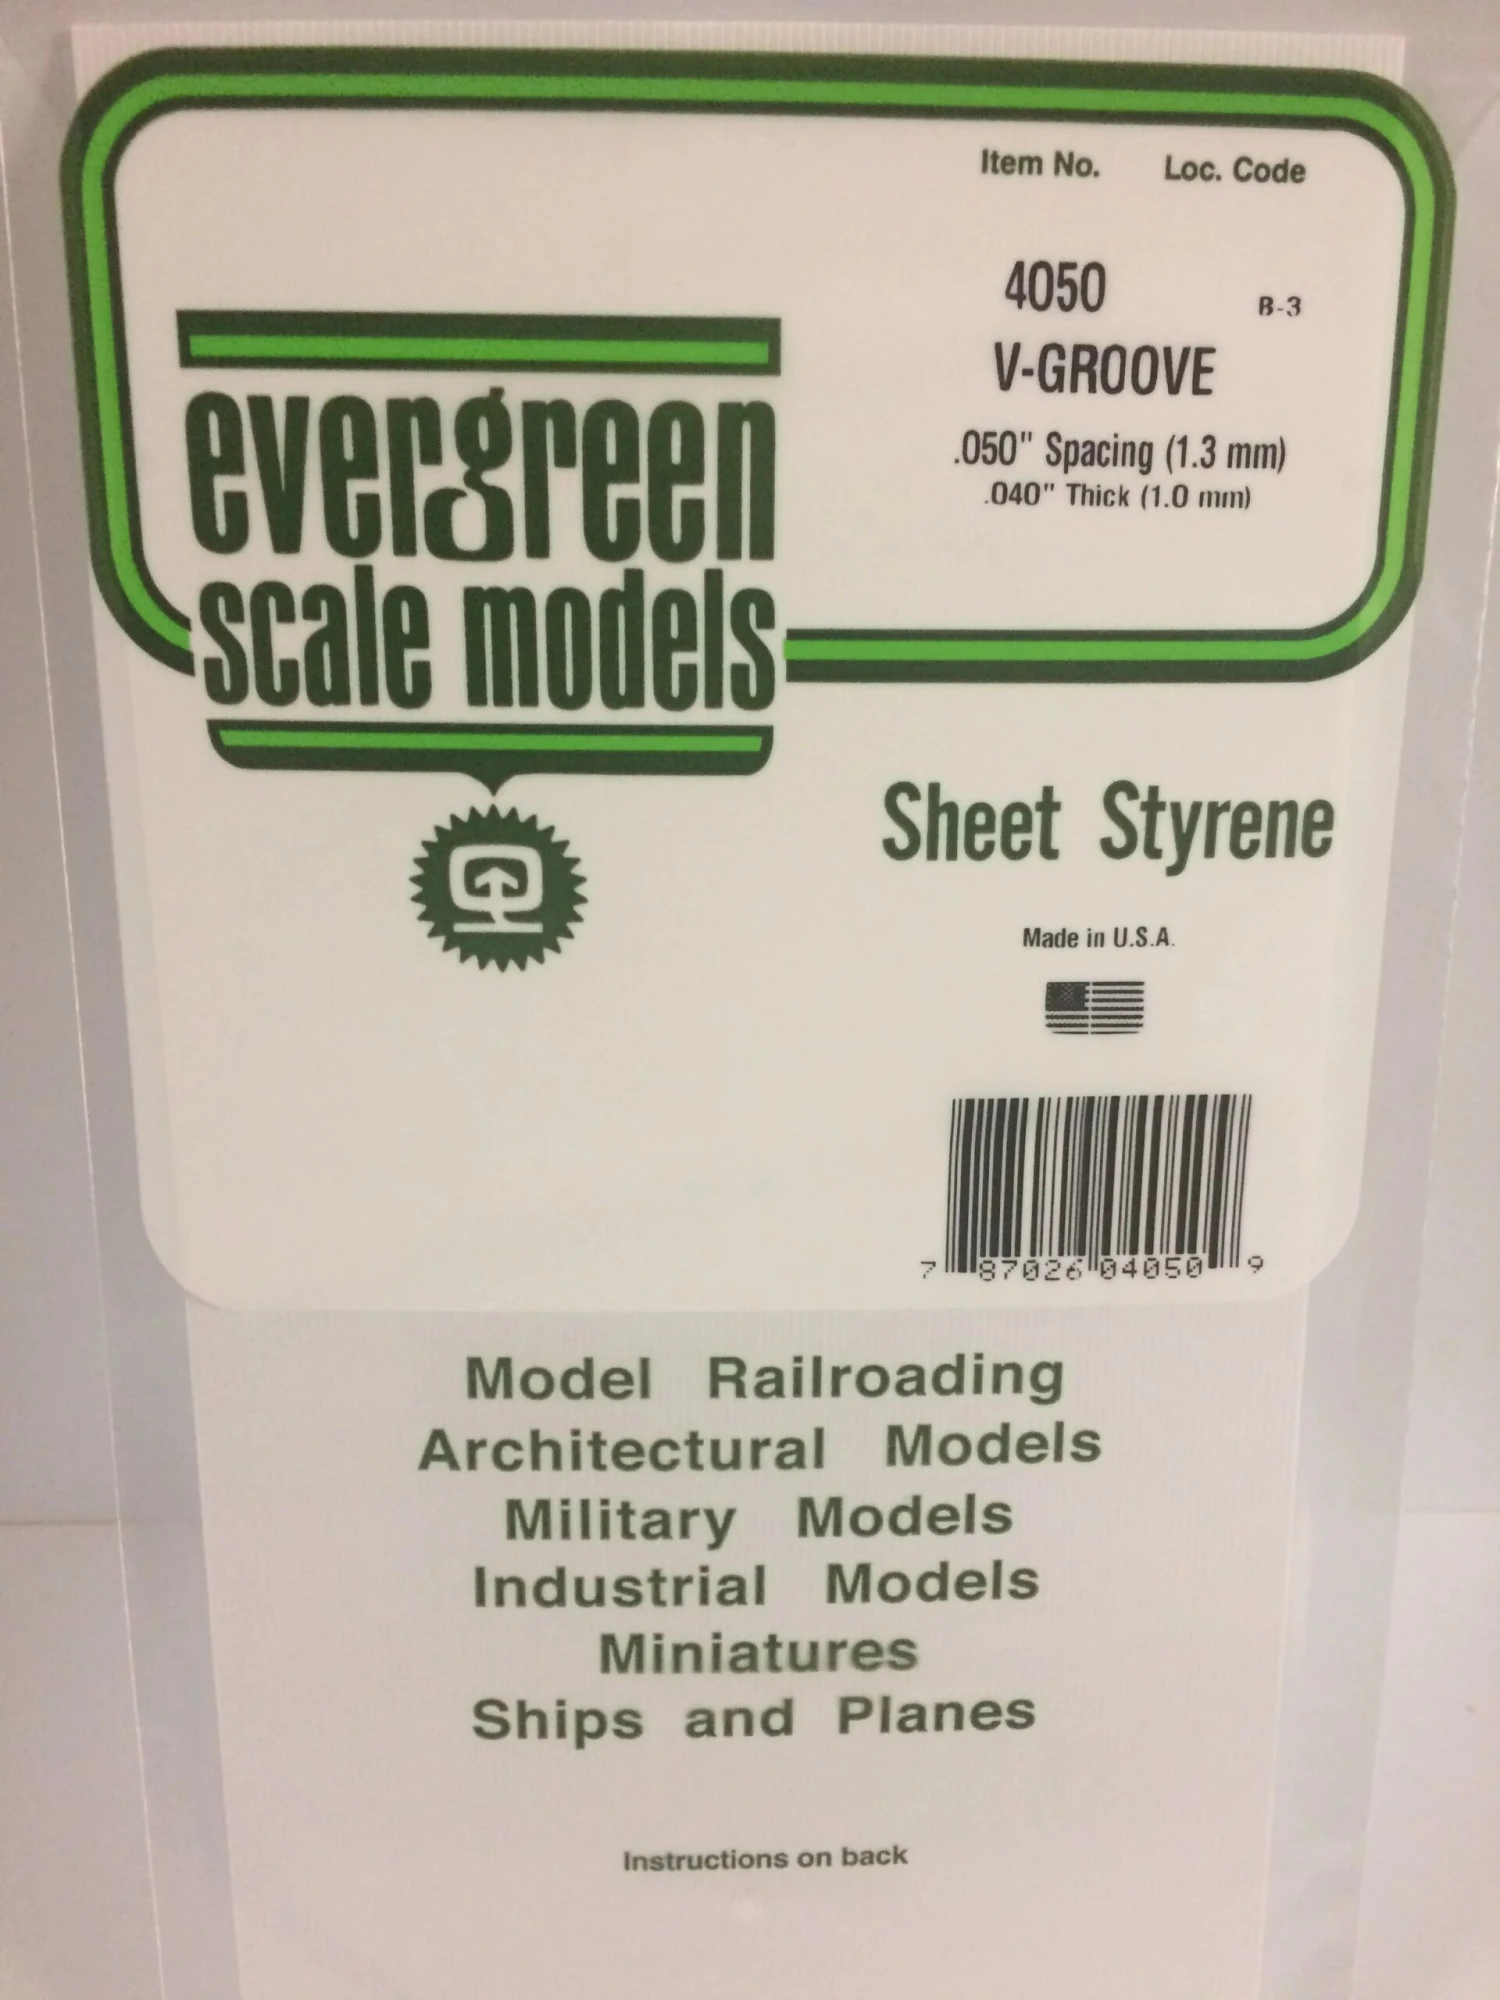 Item No. Loc. Code
4050 B-3
V-GROOVE
.050" Spacing (1.3 mm)
.040" Thick (1.0 mm)
evergreen
scale models
Sheet Styrene
Made in U.S.A.
7 87026 04050 9
Model Railroading
Architectural Models
Military Models
Industrial Models
Miniatures
Ships and Planes
Instructions on back